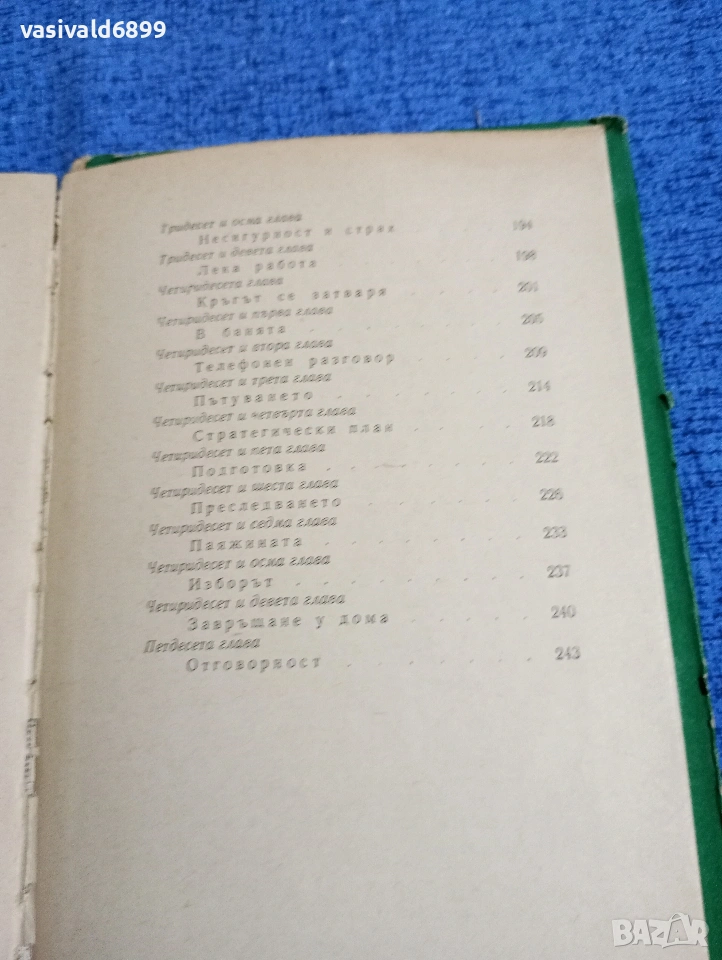 vasivald6899
Тридесет и осма глава
Несигурност и страх . . . . 194
Тридесет и девета глава
Лека работа . . . . . . 198
Четиридесета глава
Кръгът се затваря . . . . 201
Четиридесет и първа глава
В банята . . . . . . . 205
Четиридесет и втора глава
Телефонен разговор . . . . 209
Четиридесет и трета глава
Пътуването . . . . . . 214
Четиридесет и четвърта глава
Стратегически план . . . . 218
Четиридесет и пета глава
Подготовка . . . . . . 222
Четиридесет и шеста глава
Преследването . . . . . 226
Четиридесет и седма глава
Паяжината . . . . . . 233
Четиридесет и осма глава
Изборът . . . . . . . 237
Четиридесет и девета глава
Завръщане у дома . . . . 240
Петдесета глава
Отговорност . . . . . . 243
BAZAR